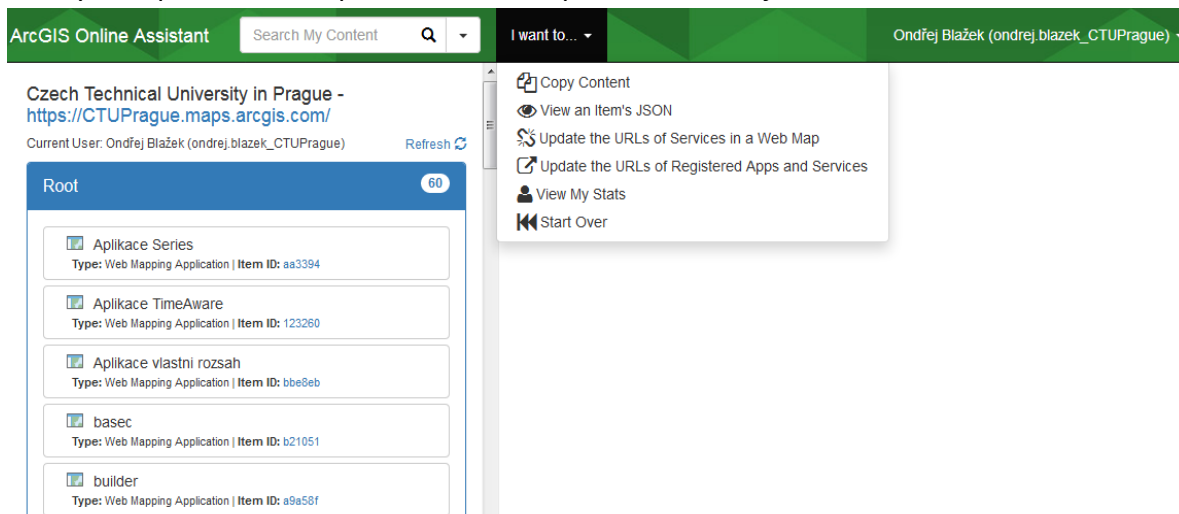 ArcGIS Online Assistant
Search My Content
I want to...
Ondřej Blažek (ondrej.blazek_CTUPrague)
Copy Content
View an Item's JSON
Update the URLs of Services in a Web Map
Update the URLs of Registered Apps and Services
View My Stats
Start Over
Czech Technical University in Prague -
https://CTUPrague.maps.arcgis.com/
Current User: Ondřej Blažek (ondrej.blazek_CTUPrague) Refresh
Root 60
Aplikace Series
Type: Web Mapping Application | Item ID: aa3394
Aplikace TimeAware
Type: Web Mapping Application | Item ID: 123260
Aplikace vlastni rozsah
Type: Web Mapping Application | Item ID: bbe8eb
basec
Type: Web Mapping Application | Item ID: b21051
builder
Type: Web Mapping Application | Item ID: a9a58f